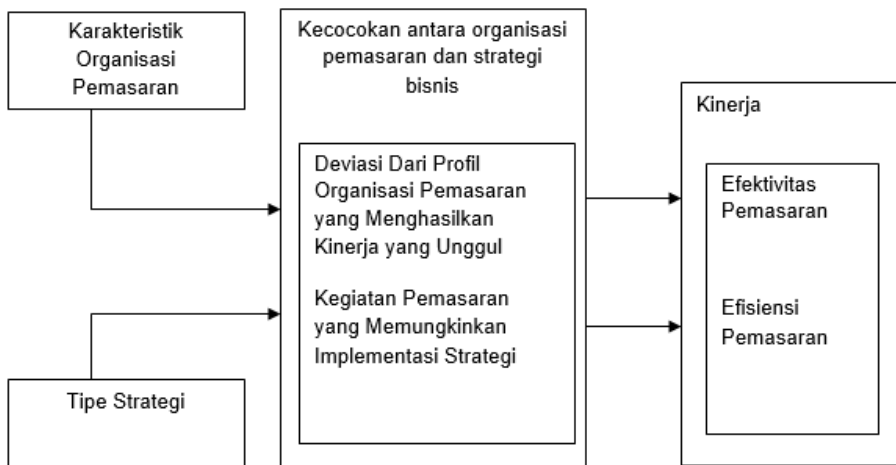 Karakteristik
Organisasi
Pemasaran
Tipe Strategi
Kecocokan antara organisasi
pemasaran dan strategi
bisnis
Deviasi Dari Profil
Organisasi Pemasaran
yang Menghasilkan
Kinerja yang Unggul
Kegiatan Pemasaran
yang Memungkinkan
Implementasi Strategi
Kinerja
Efektivitas
Pemasaran
Efisiensi
Pemasaran